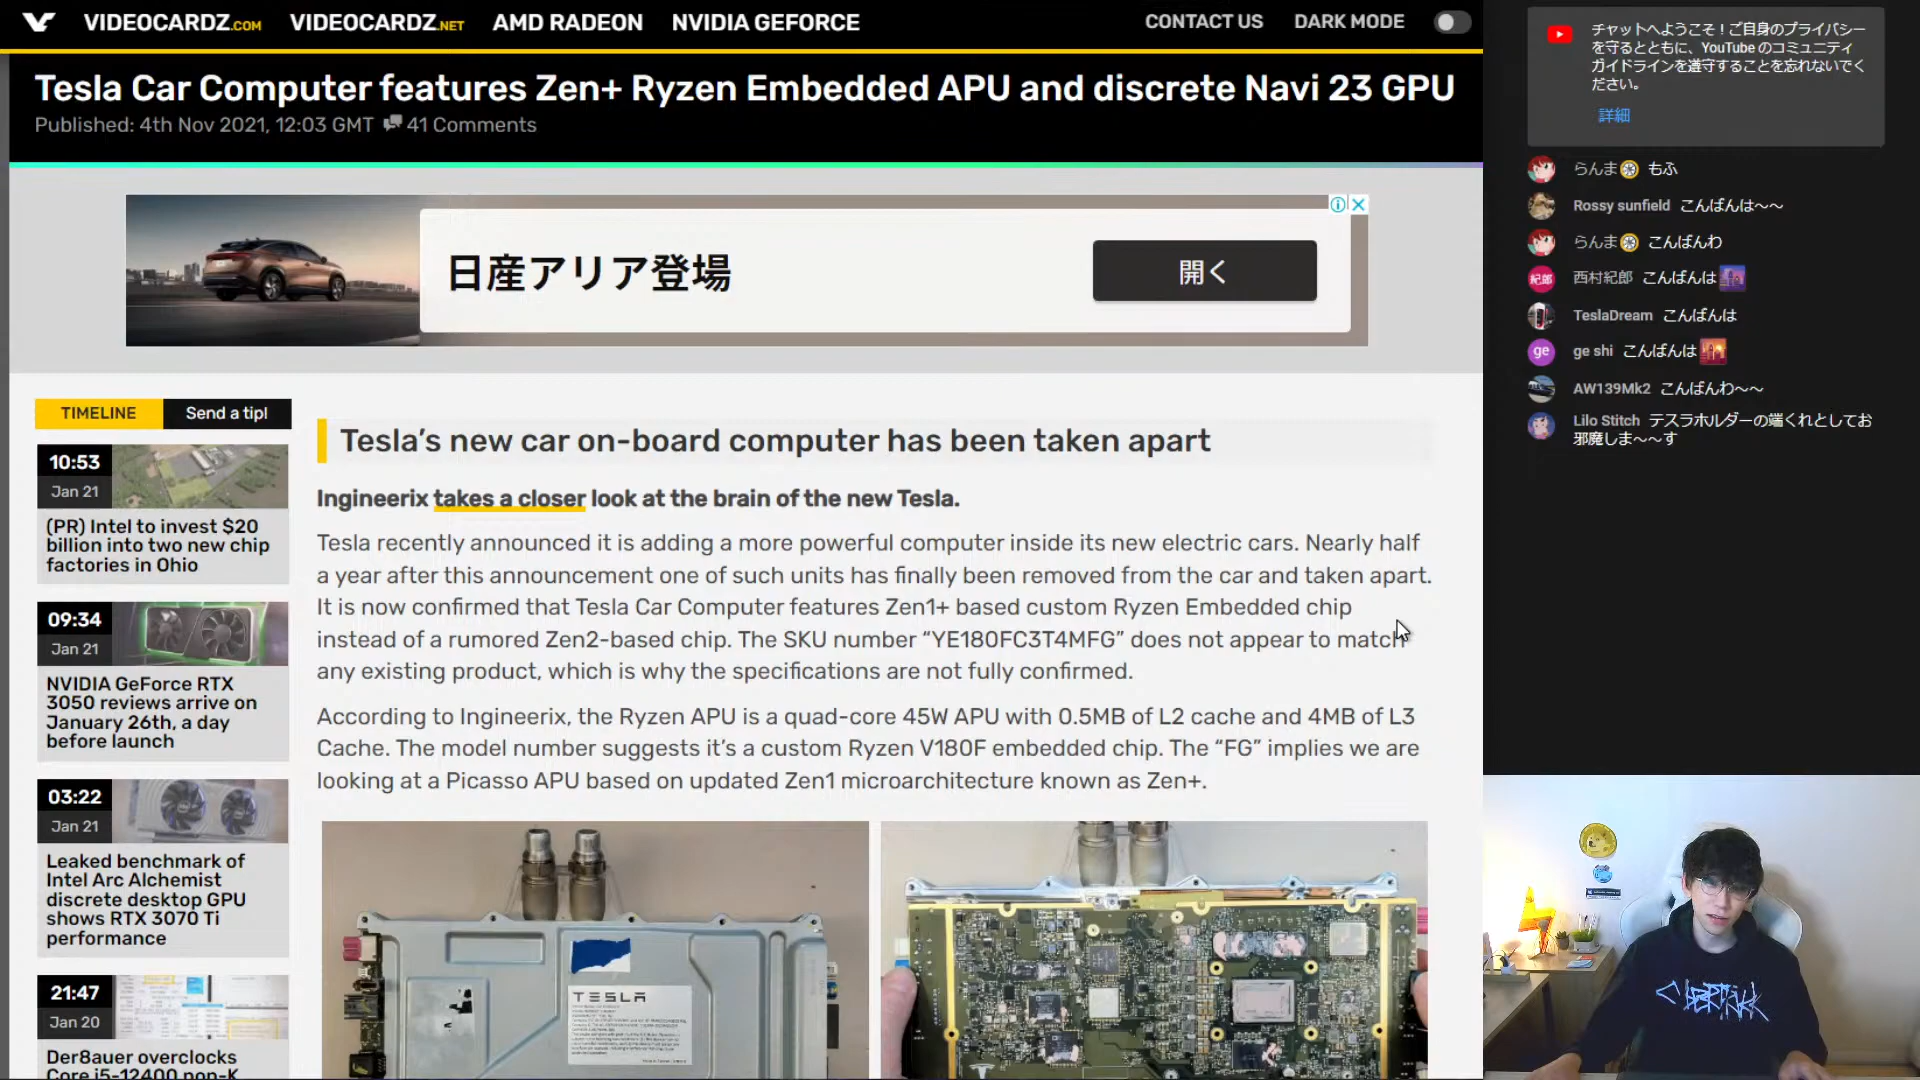 VIDEOCARDZ.COM VIDEOCARDZ.NET AMD RADEON NVIDIA GEFORCE CONTACT US DARK MODE
Tesla Car Computer features Zen+ Ryzen Embedded APU and discrete Navi 23 GPU
Published: 4th Nov 2021, 12:03 GMT 41 Comments
日産アリア登場
開く
TIMELINE Send a tip!
10:53
Jan 21
(PR) Intel to invest $20
billion into two new chip
factories in Ohio
09:34
Jan 21
NVIDIA GeForce RTX
3050 reviews arrive on
January 26th, a day
before launch
03:22
Jan 21
Leaked benchmark of
Intel Arc Alchemist
discrete desktop GPU
shows RTX 3070 Ti
performance
21:47
Jan 20
Der8auer overclocks
Core i5-12400 non-K
Tesla’s new car on-board computer has been taken apart
Ingineerix takes a closer look at the brain of the new Tesla.
Tesla recently announced it is adding a more powerful computer inside its new electric cars. Nearly half
a year after this announcement one of such units has finally been removed from the car and taken apart.
It is now confirmed that Tesla Car Computer features Zen1+ based custom Ryzen Embedded chip
instead of a rumored Zen2-based chip. The SKU number “YE180FC3T4MFG” does not appear to match
any existing product, which is why the specifications are not fully confirmed.
According to Ingineerix, the Ryzen APU is a quad-core 45W APU with 0.5MB of L2 cache and 4MB of L3
Cache. The model number suggests it’s a custom Ryzen V180F embedded chip. The “FG” implies we are
looking at a Picasso APU based on updated Zen1 microarchitecture known as Zen+.
TESLA
チャットへようこそ！ご自身のプライバシー
を守るとともに、YouTube のコミュニティ
ガイドラインを遵守することを忘れないでく
ださい。
詳細
らんま もふ
Rossy sunfield こんばんは〜〜
らんま こんばんわ
紀郎 西村紀郎 こんばんは
TeslaDream こんばんは
ge ge shi こんばんは
AW139Mk2 こんばんわ〜〜
Lilo Stitch テスラホルダーの端くれとしてお
邪魔しま〜〜す